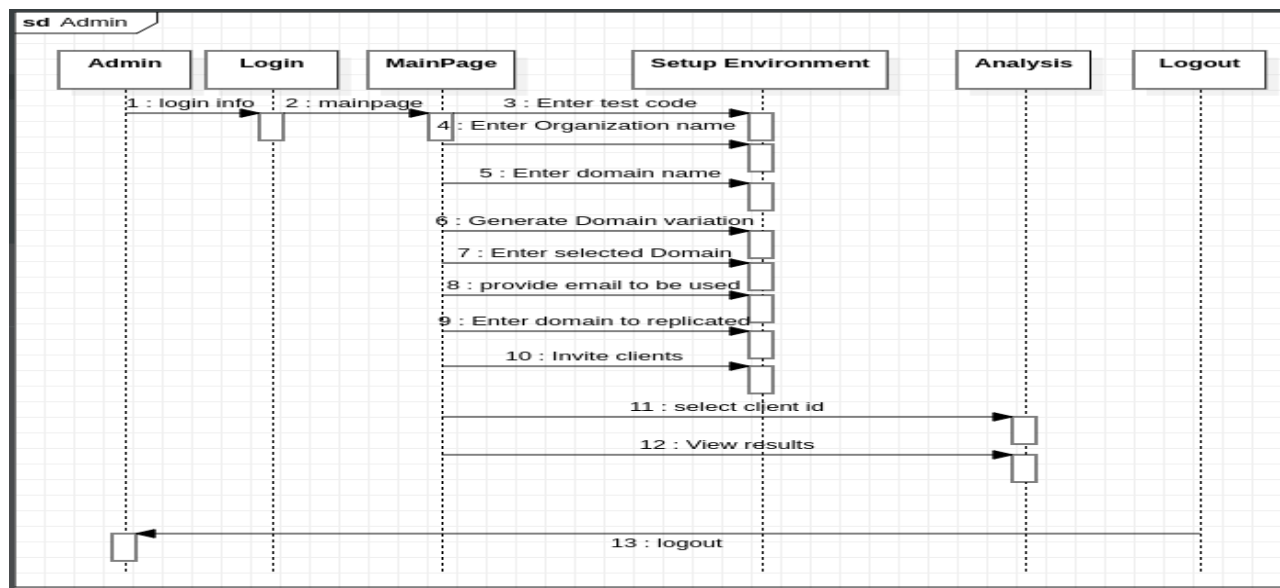 sd Admin
Admin
Login
MainPage
Setup Environment
Analysis
Logout
1 : login info
2 : mainpage
3 : Enter test code
4 : Enter Organization name
5 : Enter domain name
6 : Generate Domain variation
7 : Enter selected Domain
8 : provide email to be used
9 : Enter domain to replicated
10 : Invite clients
11 : select client id
12 : View results
13 : logout